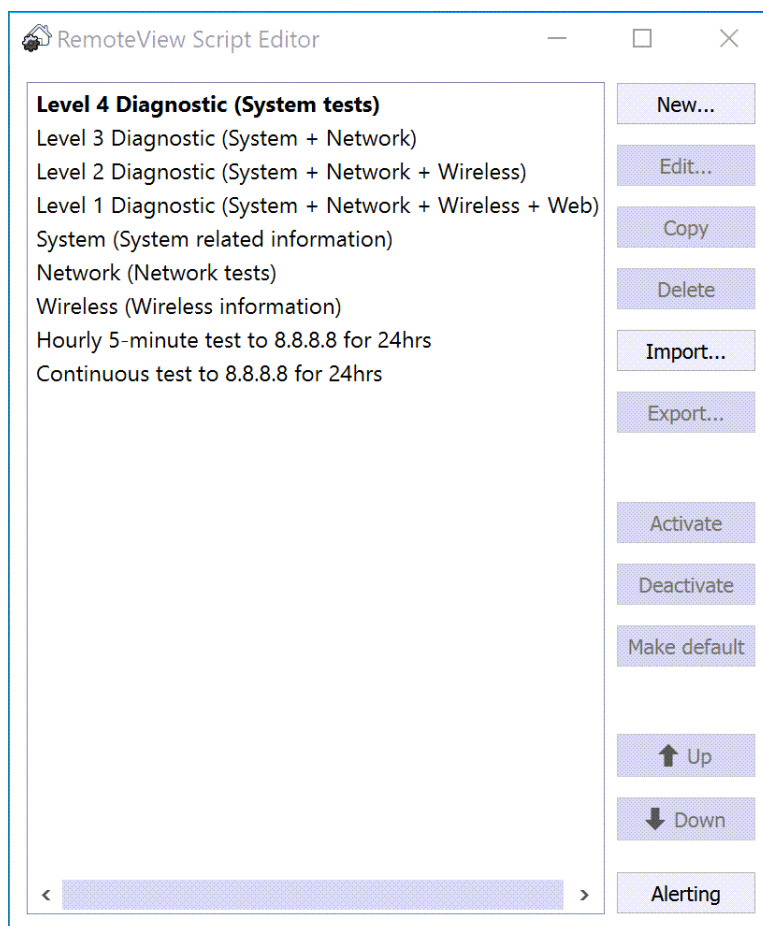 RemoteView Script Editor
Level 4 Diagnostic (System tests)
Level 3 Diagnostic (System + Network)
Level 2 Diagnostic (System + Network + Wireless)
Level 1 Diagnostic (System + Network + Wireless + Web)
System (System related information)
Network (Network tests)
Wireless (Wireless information)
Hourly 5-minute test to 8.8.8.8 for 24hrs
Continuous test to 8.8.8.8 for 24hrs
New...
Edit...
Copy
Delete
Import...
Export...
Activate
Deactivate
Make default
Up
Down
Alerting